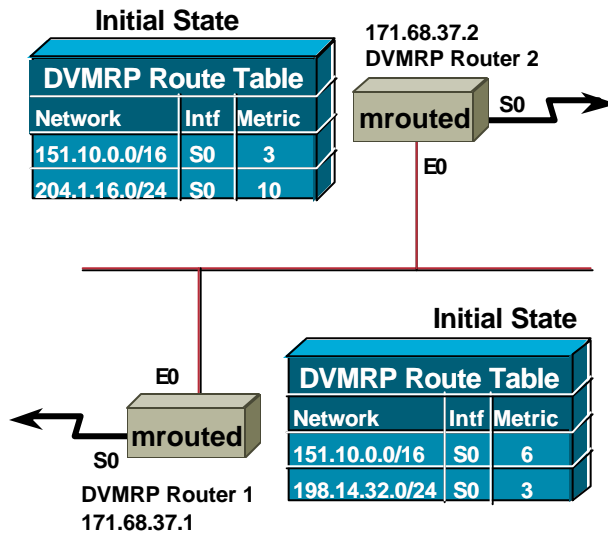 Initial State
DVMRP Route Table
Network Intf Metric
151.10.0.0/16 S0 3
204.1.16.0/24 S0 10
171.68.37.2
DVMRP Router 2
mrouted
S0
E0
E0
mrouted
S0
DVMRP Router 1
171.68.37.1
Initial State
DVMRP Route Table
Network Intf Metric
151.10.0.0/16 S0 6
198.14.32.0/24 S0 3